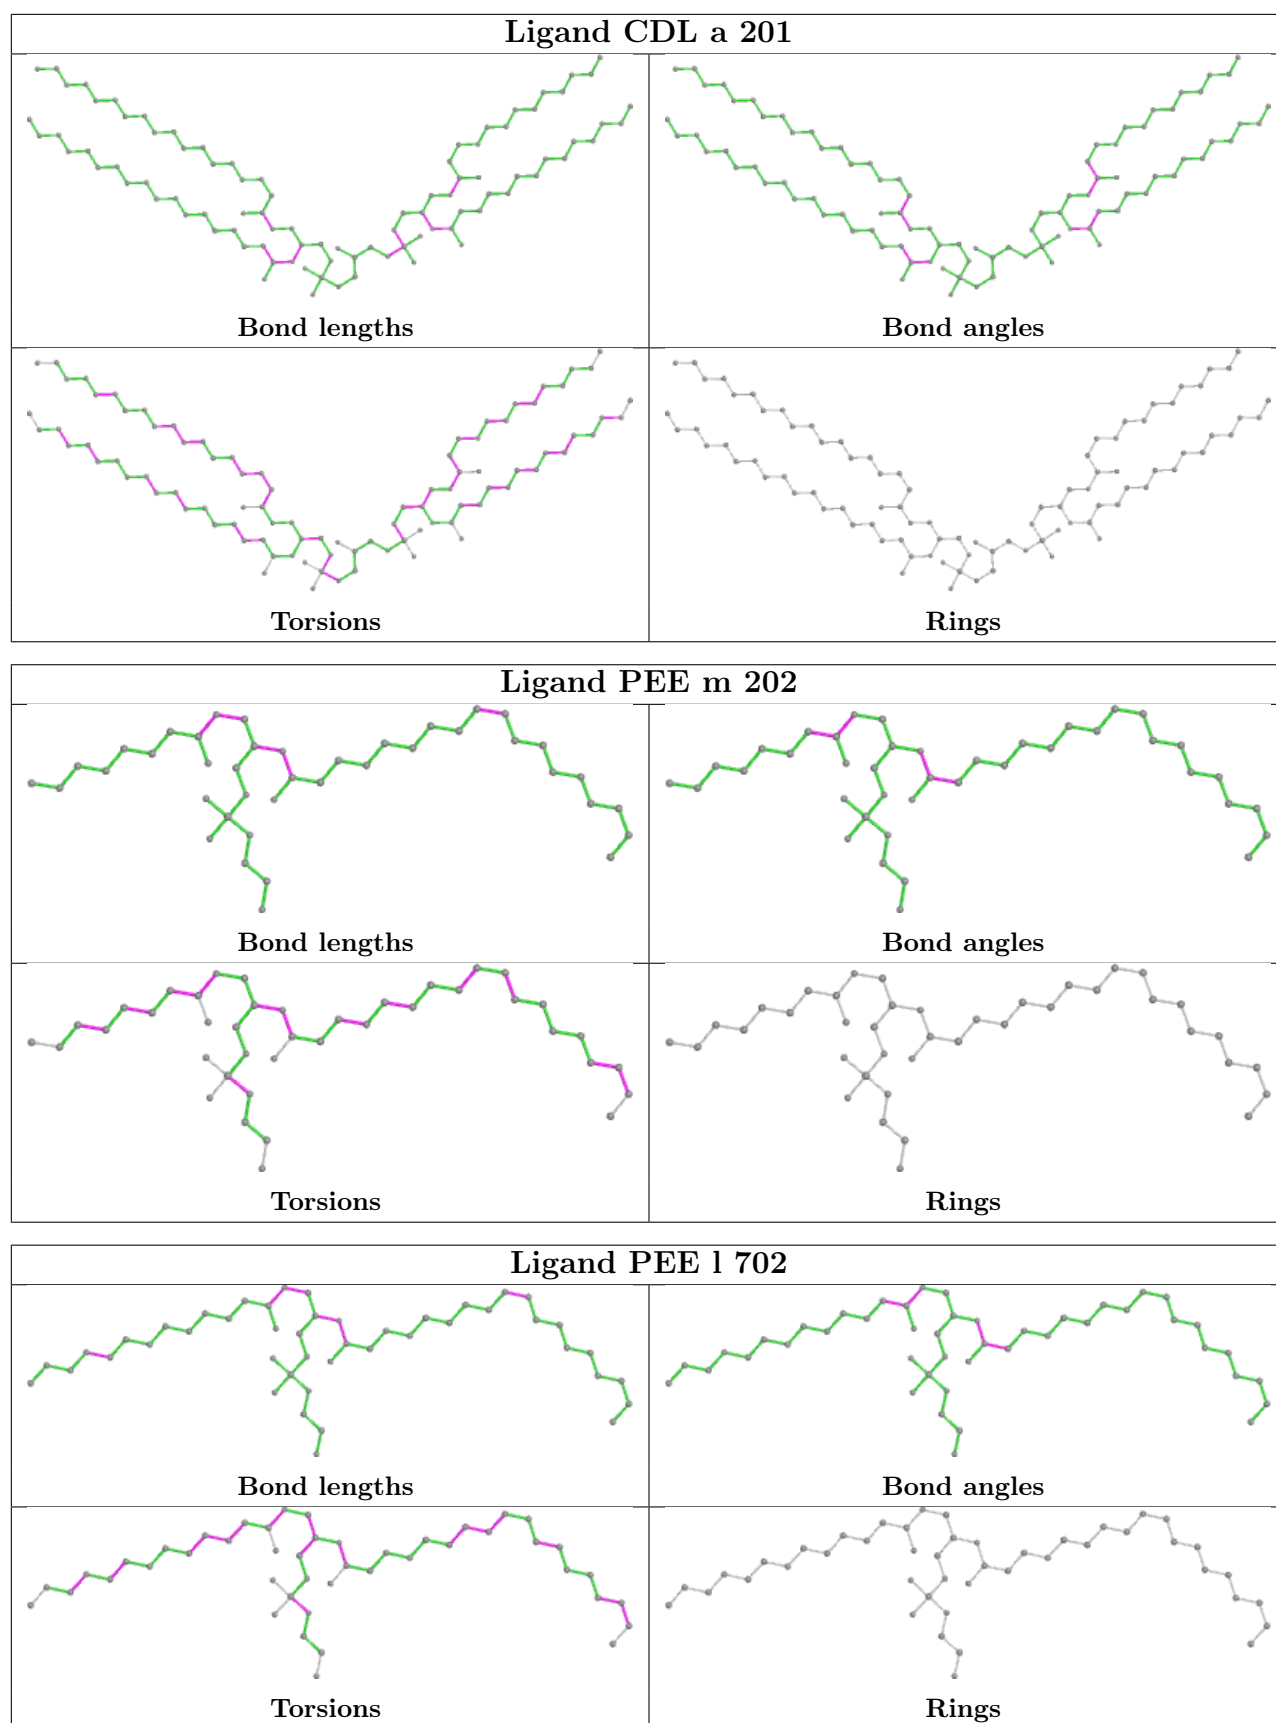 Ligand CDL a 201
Bond lengths
Bond angles
Torsions
Rings
Ligand PEE m 202
Bond lengths
Bond angles
Torsions
Rings
Ligand PEE l 702
Bond lengths
Bond angles
Torsions
Rings